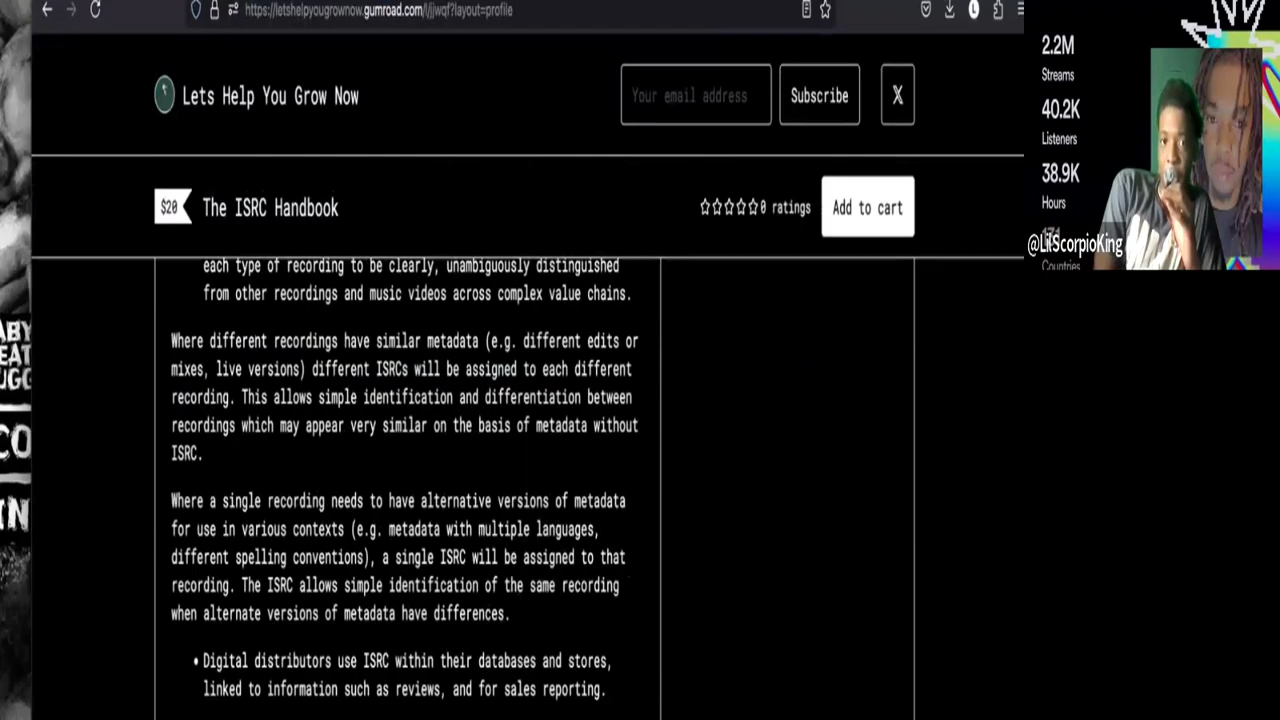 https://letshelpyougrownow.gumroad.com/l/jjwqf?layout=profile
Lets Help You Grow Now
Your email address
Subscribe
X
$20
The ISRC Handbook
0 ratings
Add to cart
each type of recording to be clearly, unambiguously distinguished
from other recordings and music videos across complex value chains.
Where different recordings have similar metadata (e.g. different edits or
mixes, live versions) different ISRCs will be assigned to each different
recording. This allows simple identification and differentiation between
recordings which may appear very similar on the basis of metadata without
ISRC.
Where a single recording needs to have alternative versions of metadata
for use in various contexts (e.g. metadata with multiple languages,
different spelling conventions), a single ISRC will be assigned to that
recording. The ISRC allows simple identification of the same recording
when alternate versions of metadata have differences.
• Digital distributors use ISRC within their databases and stores,
linked to information such as reviews, and for sales reporting.
2.2M
Streams
40.2K
Listeners
38.9K
Hours
@LilScorpioKing
Countries